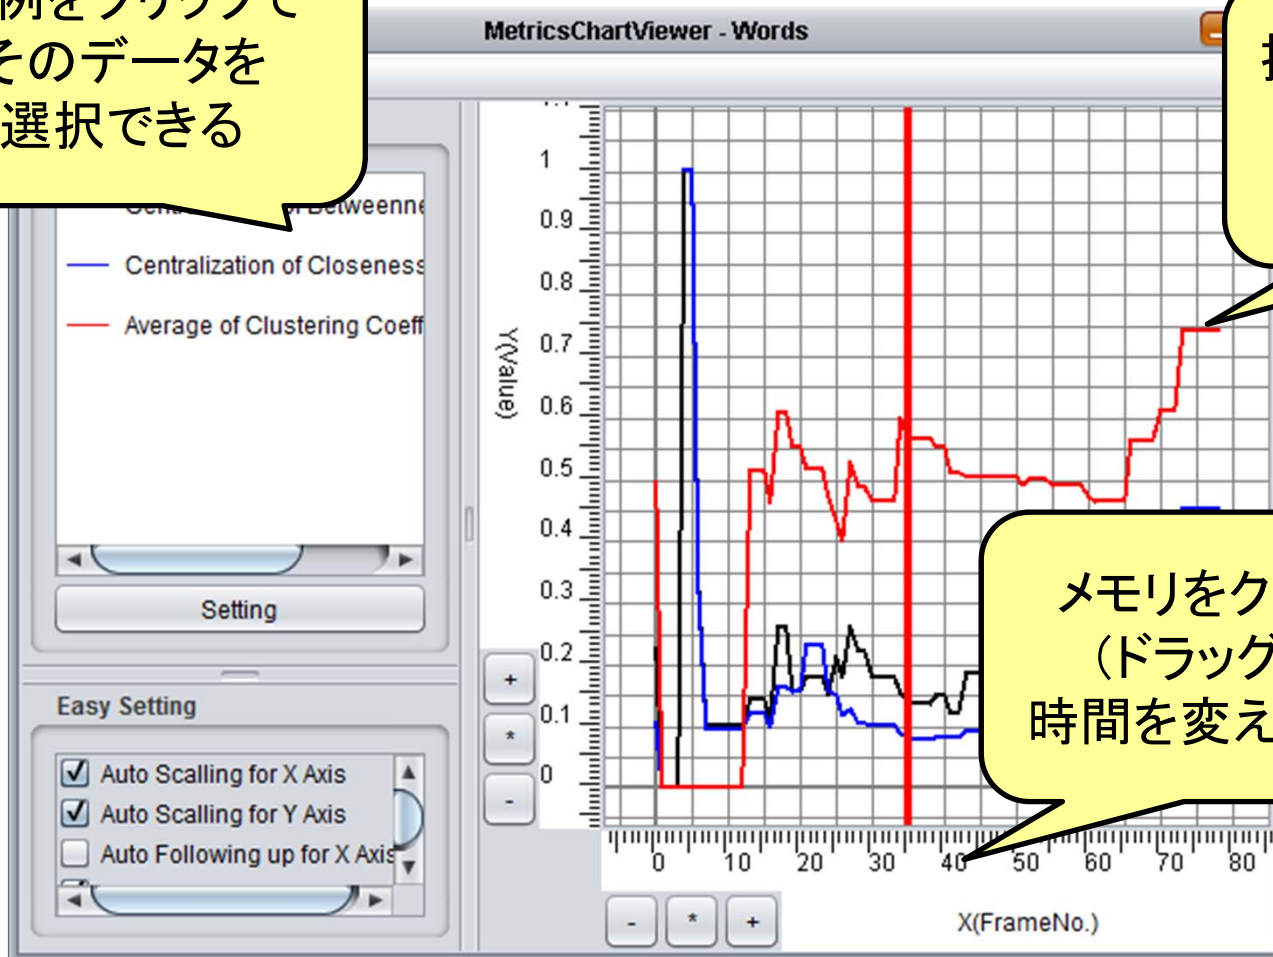 例をクリックで
そのデータを
選択できる
MetricsChartViewer - Words
Centralization of Closeness
Average of Clustering Coeff
Setting
Easy Setting
Auto Scalling for X Axis
Auto Scalling for Y Axis
Auto Following up for X Axis
Y(Value)
1
0.9
0.8
0.7
0.6
0.5
0.4
0.3
0.2
0.1
0
+
*
-
0 10 20 30 40 50 60 70 80
- * +
X(FrameNo.)
メモリをク
（ドラッグ
時間を変え